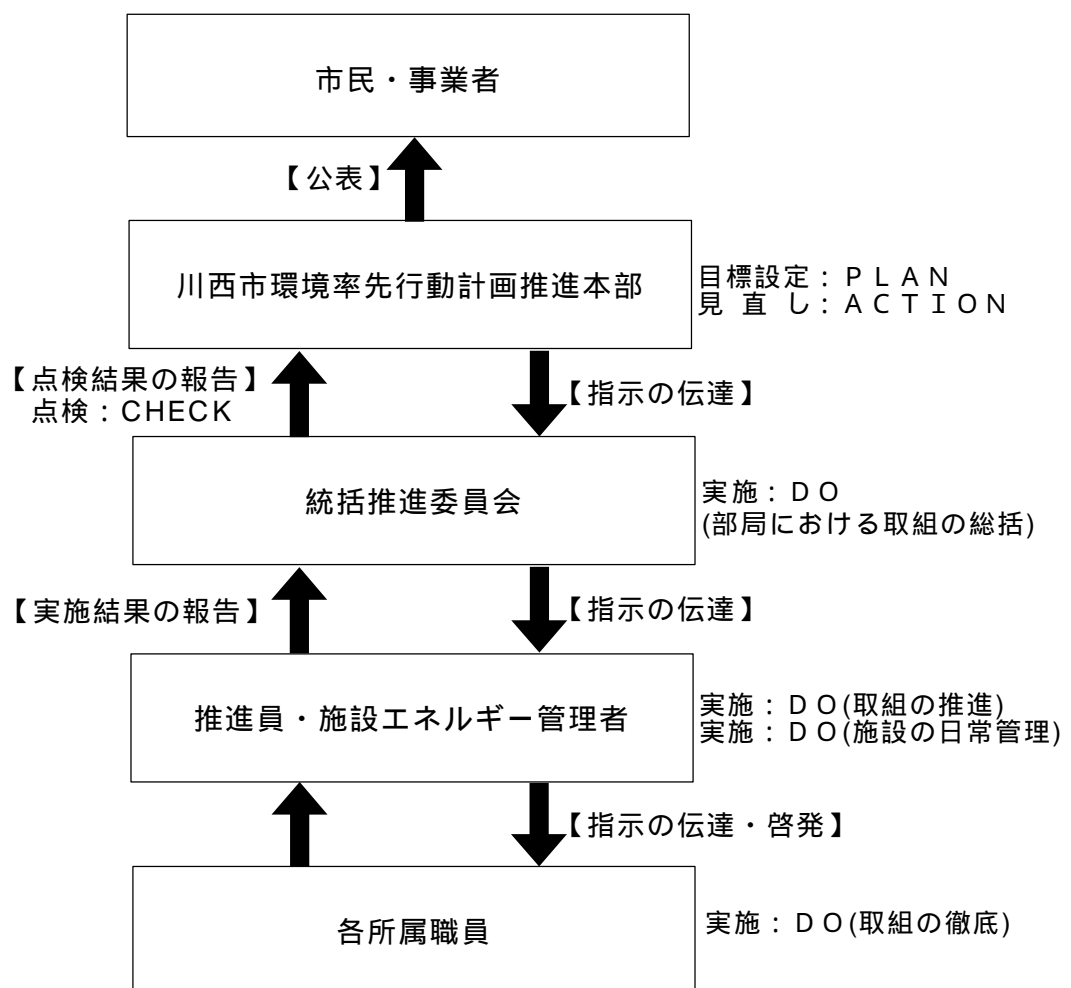 市民・事業者
【公表】
川西市環境率先行動計画推進本部
目標設定：ＰＬＡＮ
見 直 し：ＡＣＴＩＯＮ
【点検結果の報告】
点検：CHECK
【指示の伝達】
統括推進委員会
実施：ＤＯ
(部局における取組の総括)
【実施結果の報告】
【指示の伝達】
推進員・施設エネルギー管理者
実施：ＤＯ(取組の推進)
実施：ＤＯ(施設の日常管理)
【指示の伝達・啓発】
各所属職員
実施：ＤＯ(取組の徹底)